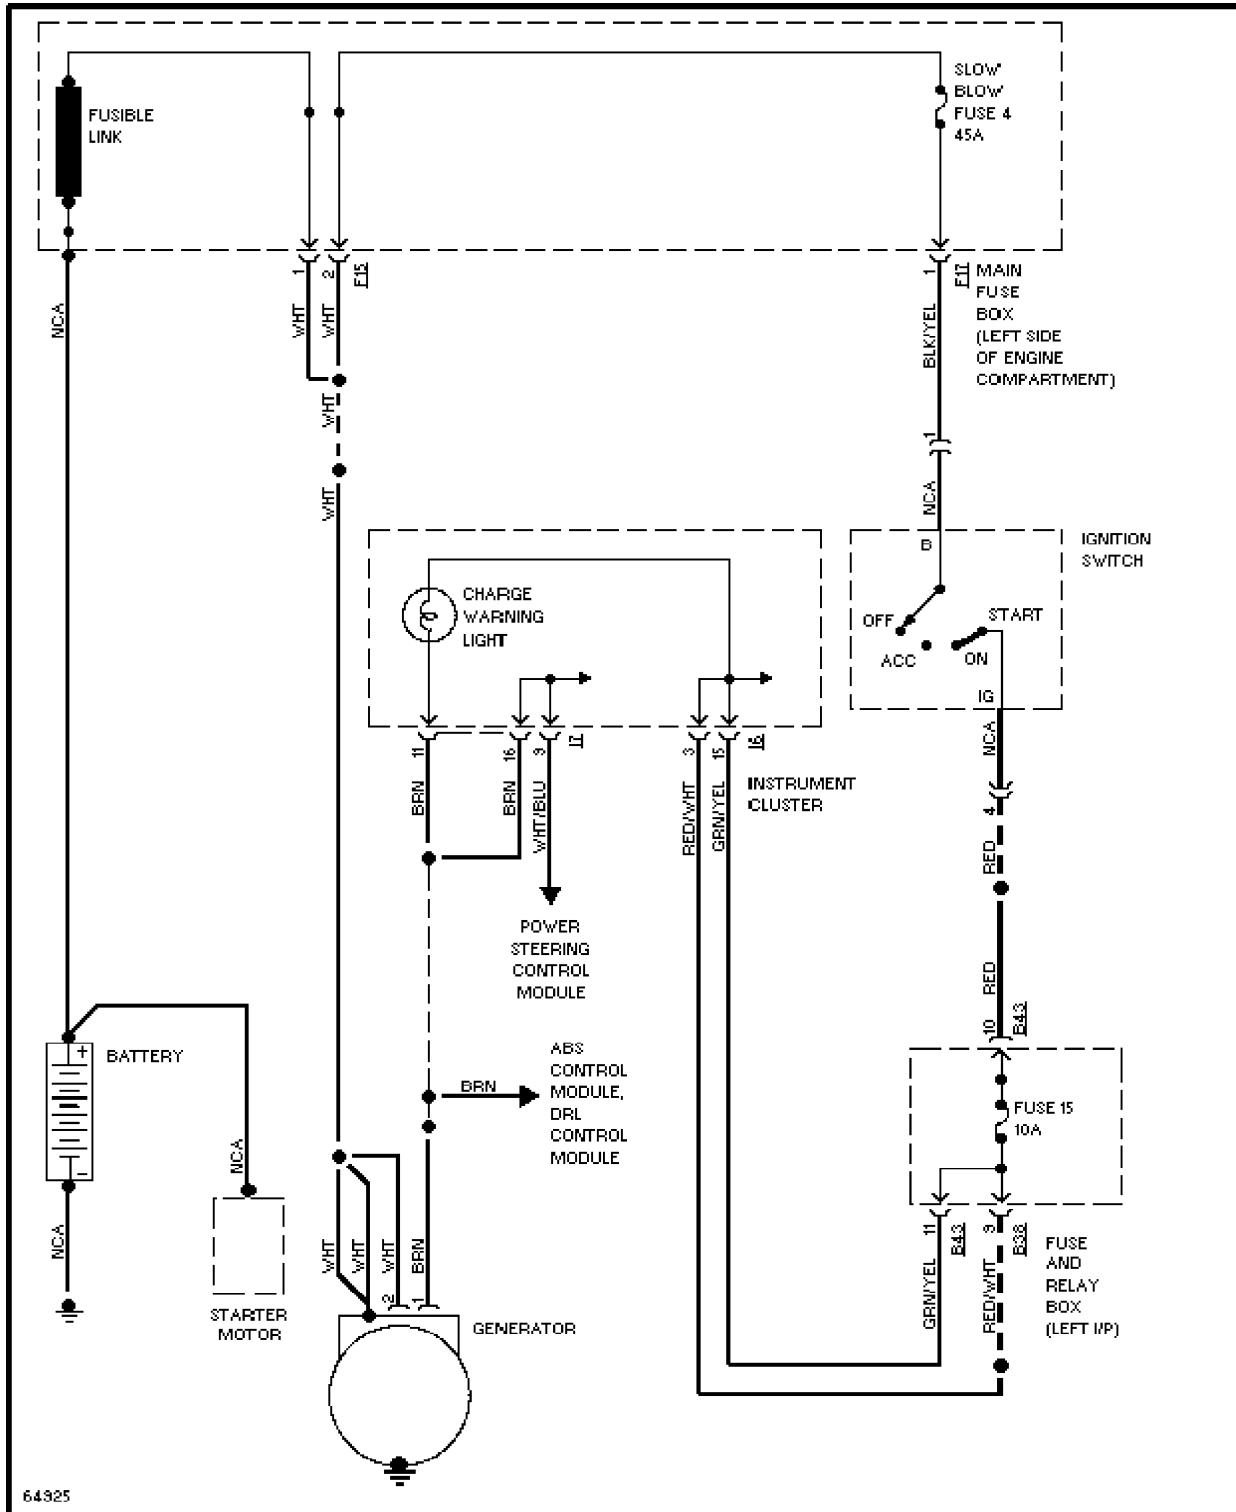 FUSIBLE
LINK
SLOW
BLOW
FUSE 4
45A
NCA
1
WHT
2
WHT
F15
1
F17
BLK/YEL
MAIN
FUSE
BOX
(LEFT SIDE
OF ENGINE
COMPARTMENT)
WHT
WHT
1
NCA
IGNITION
SWITCH
B
OFF
ACC
ON
START
IG
CHARGE
WARNING
LIGHT
11
16
9
I7
3
15
I6
INSTRUMENT
CLUSTER
BRN
BRN
WHT/BLU
RED/WHT
GRN/YEL
NCA
4
RED
POWER
STEERING
CONTROL
MODULE
RED
10
B43
BATTERY
+
-
ABS
CONTROL
MODULE,
DRL
CONTROL
MODULE
BRN
FUSE 15
10A
NCA
NCA
STARTER
MOTOR
WHT
WHT
WHT
BRN
2
1
GENERATOR
11
B43
9
B38
GRN/YEL
RED/WHT
FUSE
AND
RELAY
BOX
(LEFT I/P)
64325